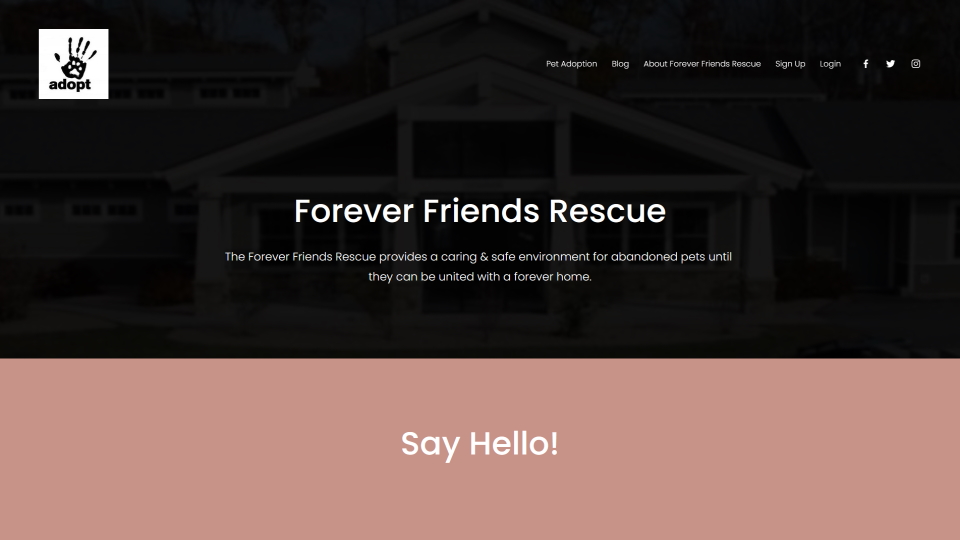 adopt
Pet Adoption Blog About Forever Friends Rescue Sign Up Login
Forever Friends Rescue
The Forever Friends Rescue provides a caring & safe environment for abandoned pets until
they can be united with a forever home.
Say Hello!